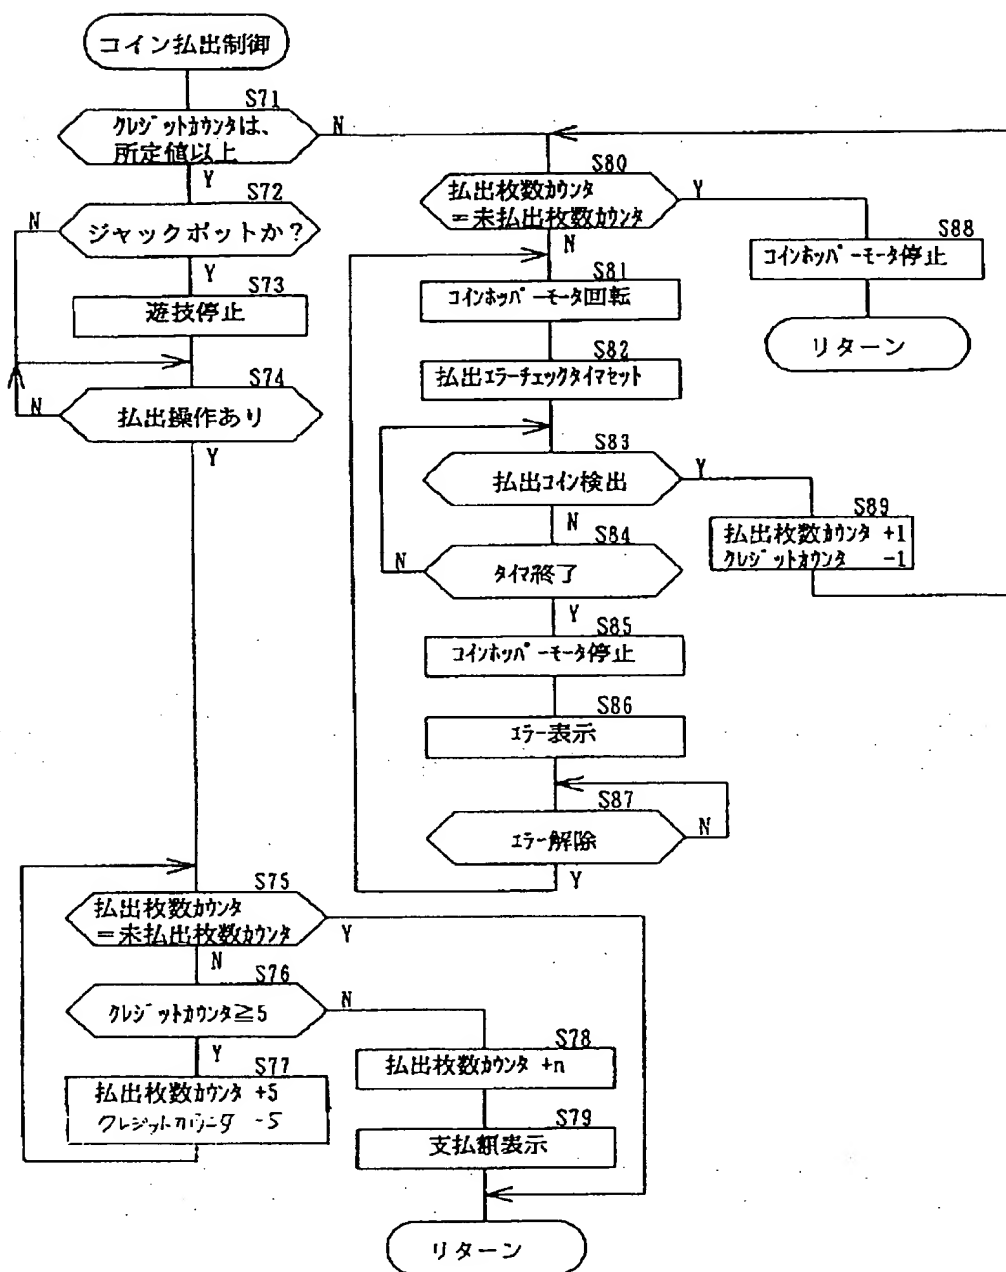 コイン払出制御
S71
クレジットカウンタは、
所定値以上
N
Y
S72
ジャックポットか?
N
Y
S73
遊技停止
S74
払出操作あり
N
Y
S75
払出枚数カウンタ
=未払出枚数カウンタ
Y
N
S76
クレジットカウンタ≧5
N
Y
S77
払出枚数カウンタ +5
クレジットカウンタ -5
S78
払出枚数カウンタ +n
S79
支払額表示
リターン
S80
払出枚数カウンタ
=未払出枚数カウンタ
Y
N
S81
コインホッパーモータ回転
S82
払出エラーチェックタイマセット
S83
払出コイン検出
Y
N
S84
タイマ終了
N
Y
S85
コインホッパーモータ停止
S86
エラー表示
S87
エラー解除
N
Y
S88
コインホッパーモータ停止
リターン
S89
払出枚数カウンタ +1
クレジットカウンタ -1